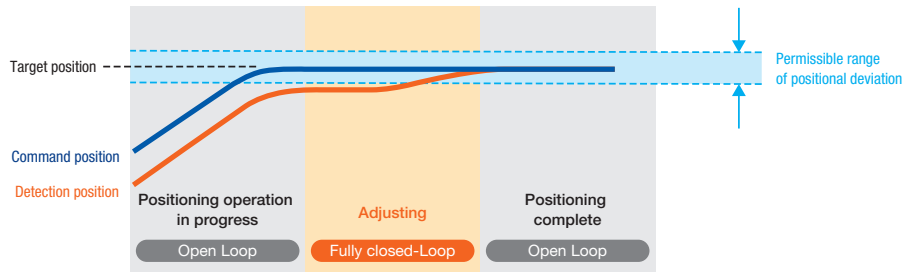 Target position
Permissible range
of positional deviation
Command position
Detection position
Positioning operation
in progress
Adjusting
Positioning
complete
Open Loop
Fully closed-Loop
Open Loop